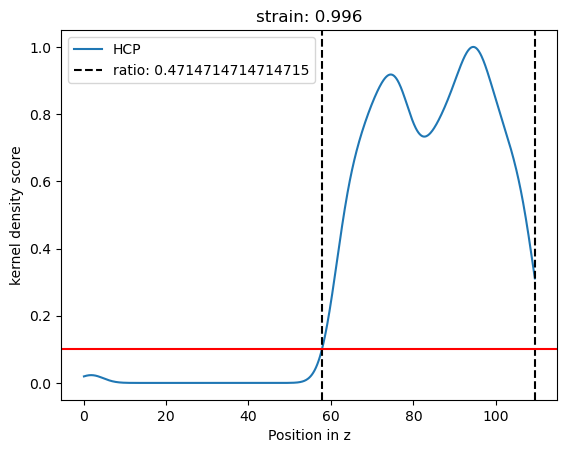 strain: 0.996
HCP
ratio: 0.4714714714714715
kernel density score
1.0
0.8
0.6
0.4
0.2
0.0
0 20 40 60 80 100
Position in z